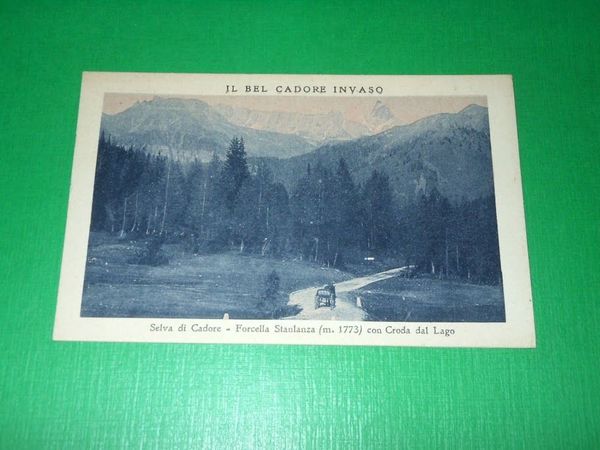 IL BEL CADORE INVASO
Selva di Cadore - Forcella Staulanza (m. 1773) con Croda dal Lago